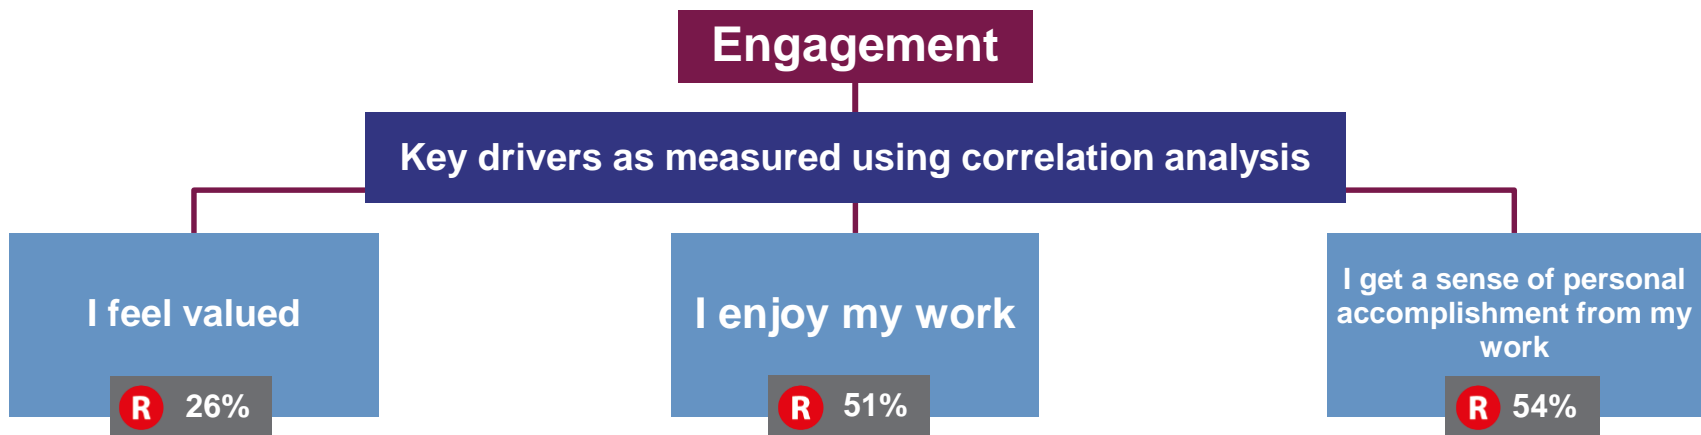 Engagement
Key drivers as measured using correlation analysis
I feel valued
R 26%
I enjoy my work
R 51%
I get a sense of personal
accomplishment from my
work
R 54%